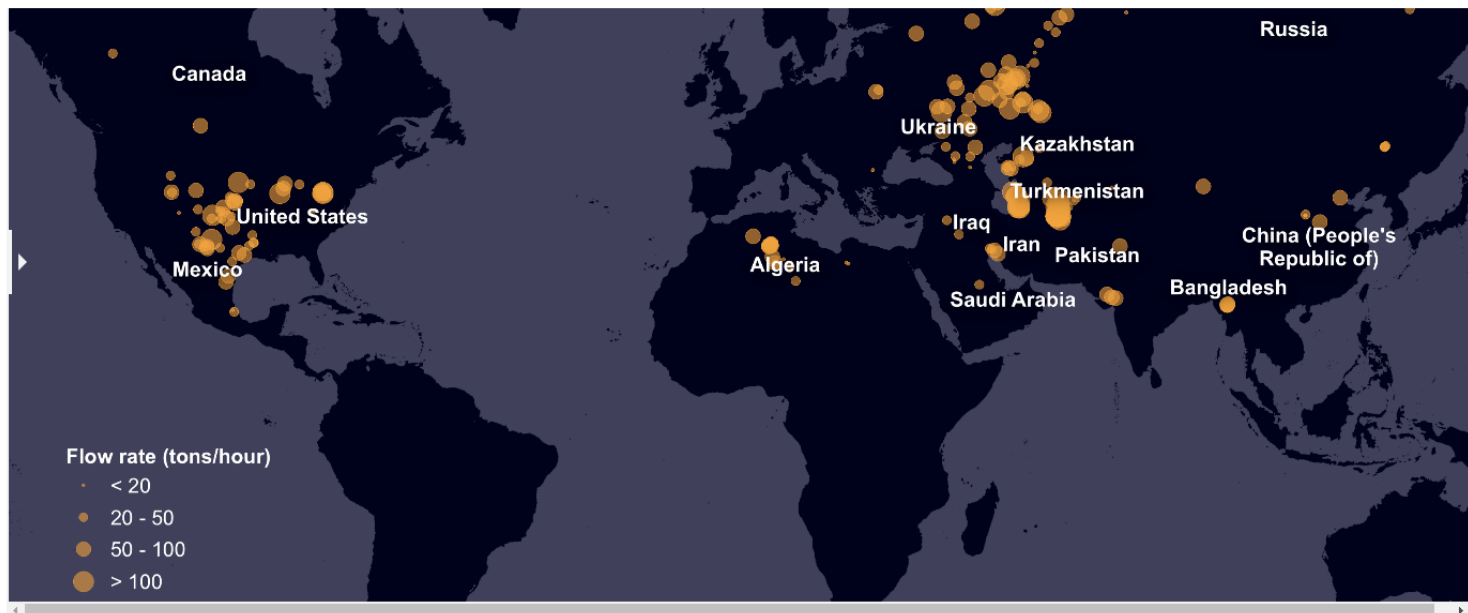 Russia
Canada
Ukraine
Kazakhstan
Turkmenistan
United States
Iraq
Iran
China (People's
Republic of)
Pakistan
Algeria
Mexico
Bangladesh
Saudi Arabia
Flow rate (tons/hour)
< 20
20 - 50
50 - 100
> 100